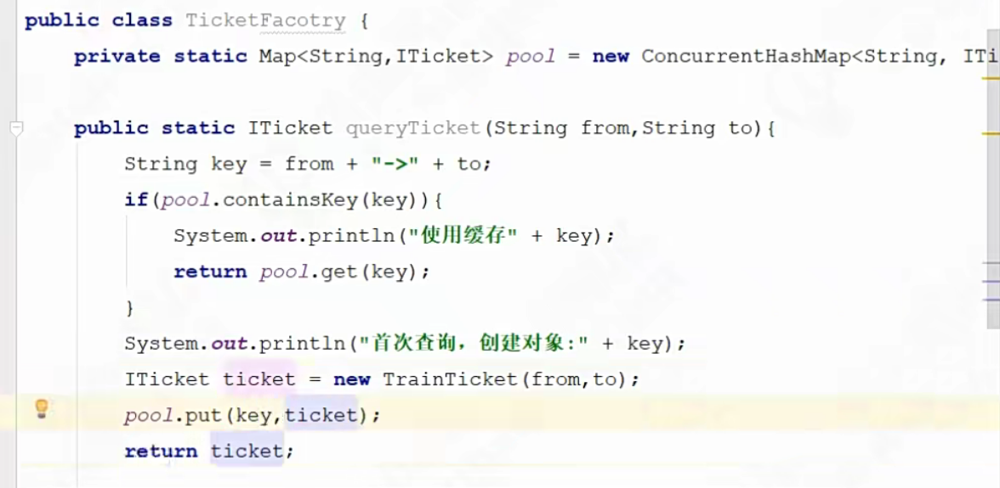 public class TicketFacotry {
private static Map<String,ITicket> pool = new ConcurrentHashMap<String, ITi
public static ITicket queryTicket(String from,String to){
String key = from + "->" + to;
if(pool.containsKey(key)){
System.out.println("使用缓存" + key);
return pool.get(key);
}
System.out.println("首次查询，创建对象:" + key);
ITicket ticket = new TrainTicket(from,to);
pool.put(key,ticket);
return ticket;